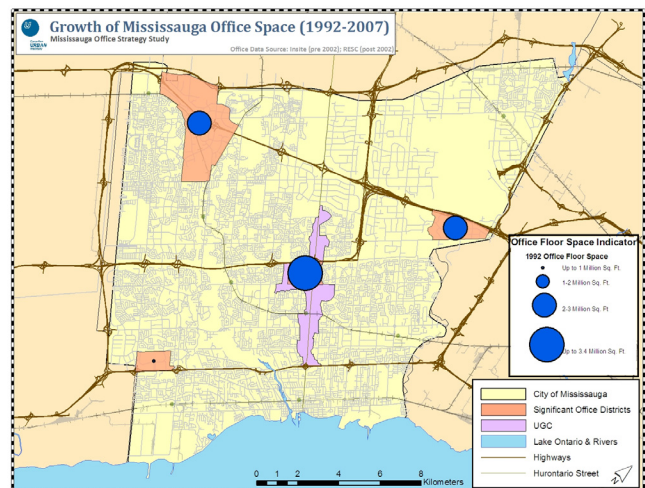 Growth of Mississauga Office Space (1992-2007)
Mississauga Office Strategy Study
Office Data Source: Insite (pre 2002); RESC (post 2002)
URBAN
Office Floor Space Indicator
1992 Office Floor Space
Up to 1 Million Sq. Ft.
1-2 Million Sq. Ft
2-3 Million Sq. Ft
Up to 3.4 Million Sq. Ft.
City of Mississauga
Significant Office Districts
UGC
Lake Ontario & Rivers
Highways
Hurontario Street
0 1 2 4 6 8
Kilometers